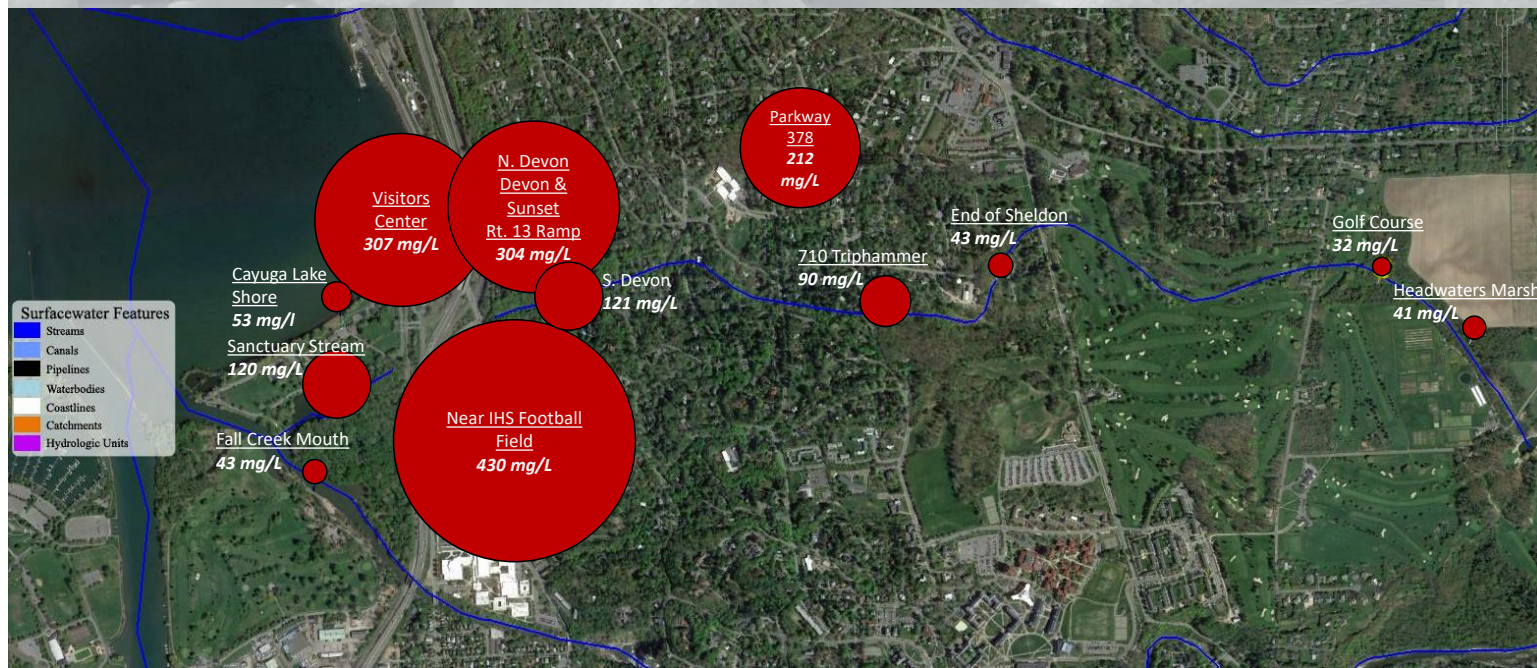 Parkway
378
212
mg/L
N. Devon
Devon &
Sunset
Rt. 13 Ramp
304 mg/L
Visitors
Center
307 mg/L
End of Sheldon
43 mg/L
Golf Course
32 mg/L
710 Triphammer
90 mg/L
Cayuga Lake
Shore
53 mg/l
S. Devon
121 mg/L
Headwaters Marsh
41 mg/L
Surfacewater Features
Streams
Canals
Pipelines
Waterbodies
Coastlines
Catchments
Hydrologic Units
Sanctuary Stream
120 mg/L
Near IHS Football
Field
430 mg/L
Fall Creek Mouth
43 mg/L